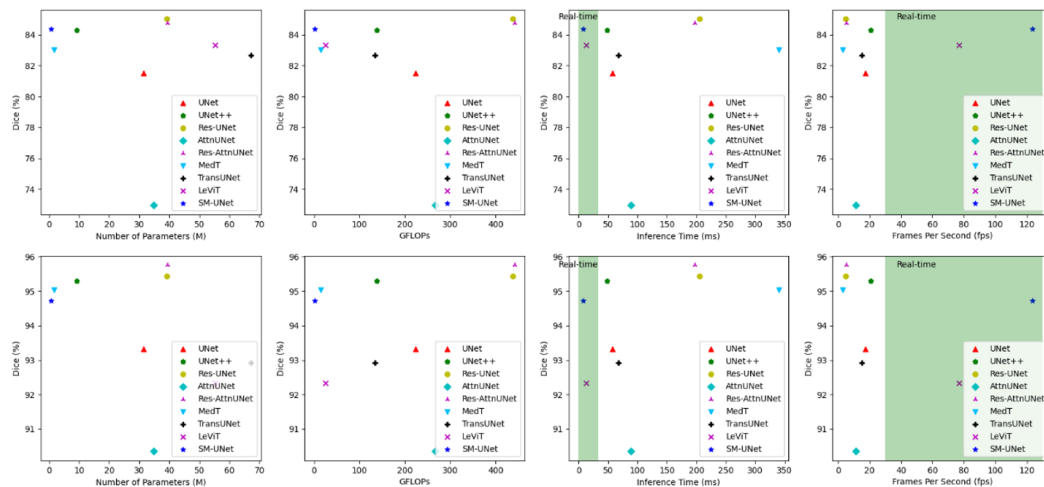 Real-time
Real-time
84
82
80
78
76
74
Dice (%)
UNet
UNet++
Res-UNet
AttnUNet
Res-AttnUNet
MedT
TransUNet
LeViT
SM-UNet
0 10 20 30 40 50 60 70
Number of Parameters (M)
84
82
80
78
76
74
Dice (%)
UNet
UNet++
Res-UNet
AttnUNet
Res-AttnUNet
MedT
TransUNet
LeViT
SM-UNet
0 100 200 300 400
GFLOPs
84
82
80
78
76
74
Dice (%)
UNet
UNet++
Res-UNet
AttnUNet
Res-AttnUNet
MedT
TransUNet
LeViT
SM-UNet
0 50 100 150 200 250 300 350
Inference Time (ms)
84
82
80
78
76
74
Dice (%)
UNet
UNet++
Res-UNet
AttnUNet
Res-AttnUNet
MedT
TransUNet
LeViT
SM-UNet
0 20 40 60 80 100 120
Frames Per Second (fps)
96
95
94
93
92
91
Dice (%)
UNet
UNet++
Res-UNet
AttnUNet
Res-AttnUNet
MedT
TransUNet
LeViT
SM-UNet
0 10 20 30 40 50 60 70
Number of Parameters (M)
96
95
94
93
92
91
Dice (%)
UNet
UNet++
Res-UNet
AttnUNet
Res-AttnUNet
MedT
TransUNet
LeViT
SM-UNet
0 100 200 300 400
GFLOPs
Real-time
96
95
94
93
92
91
Dice (%)
UNet
UNet++
Res-UNet
AttnUNet
Res-AttnUNet
MedT
TransUNet
LeViT
SM-UNet
0 50 100 150 200 250 300 350
Inference Time (ms)
Real-time
96
95
94
93
92
91
Dice (%)
UNet
UNet++
Res-UNet
AttnUNet
Res-AttnUNet
MedT
TransUNet
LeViT
SM-UNet
0 20 40 60 80 100 120
Frames Per Second (fps)